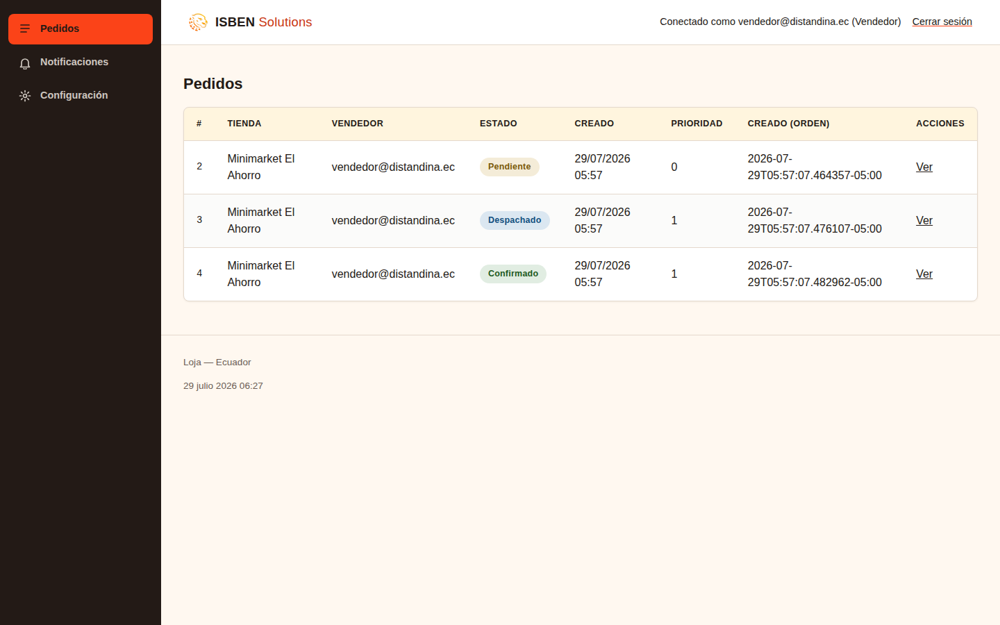 Pedidos
Notificaciones
Configuración
ISBEN Solutions
Conectado como vendedor@distandina.ec (Vendedor) Cerrar sesión
Pedidos
# TIENDA VENDEDOR ESTADO CREADO PRIORIDAD CREADO (ORDEN) ACCIONES
2 Minimarket El Ahorro vendedor@distandina.ec Pendiente 29/07/2026 05:57 0 2026-07-29T05:57:07.464357-05:00 Ver
3 Minimarket El Ahorro vendedor@distandina.ec Despachado 29/07/2026 05:57 1 2026-07-29T05:57:07.476107-05:00 Ver
4 Minimarket El Ahorro vendedor@distandina.ec Confirmado 29/07/2026 05:57 1 2026-07-29T05:57:07.482962-05:00 Ver
Loja — Ecuador
29 julio 2026 06:27